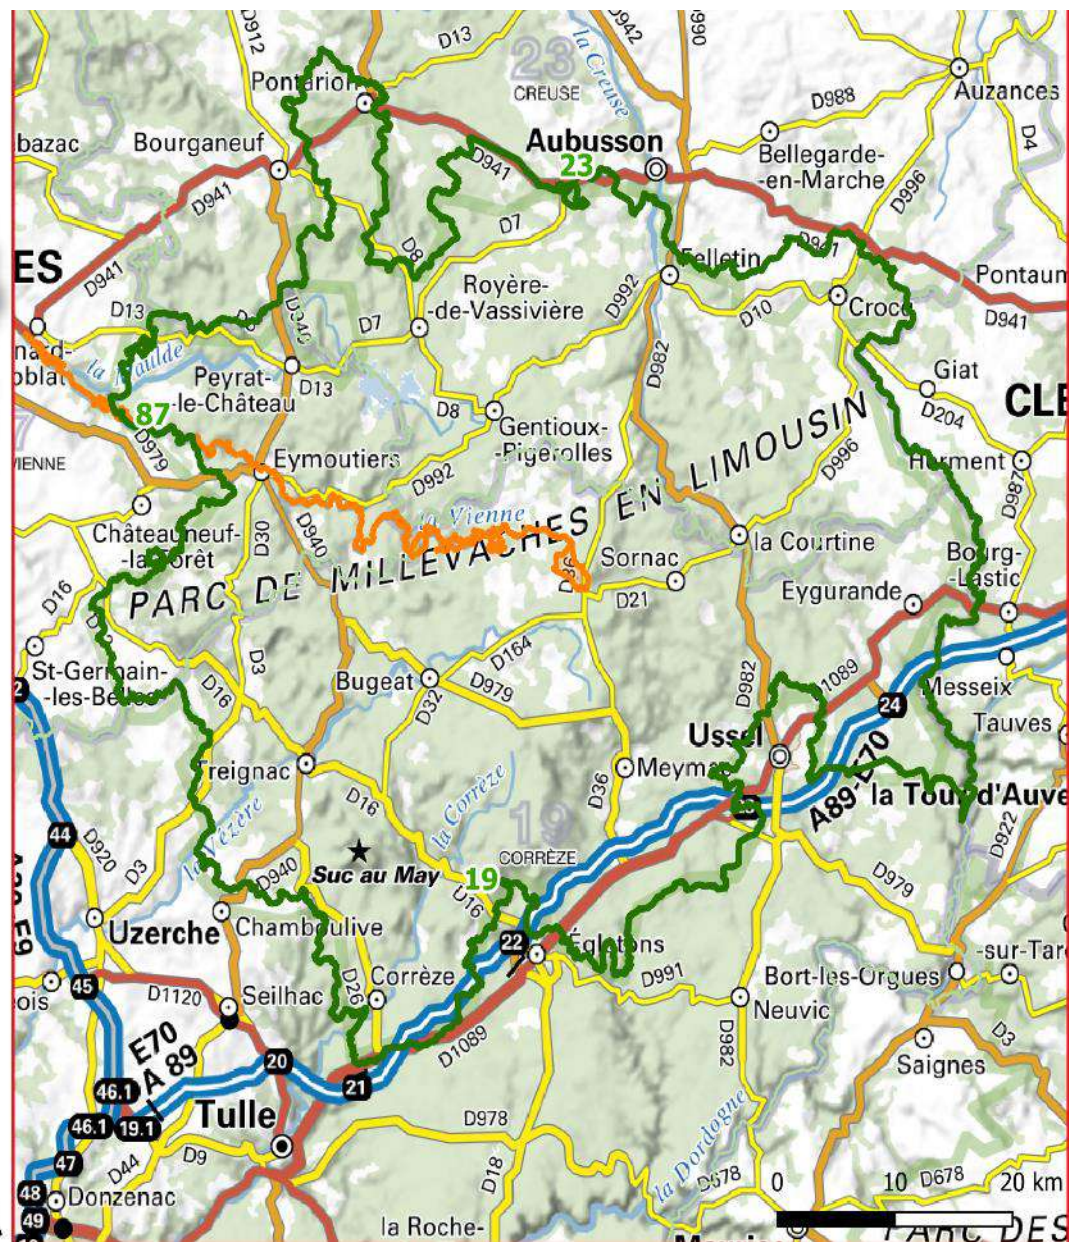 D912
D13
la Creuse
D942
D990
23
CREUSE
Pontarion
D988
Auzances
bazac
Bourganeuf
Aubusson
23
D941
Bellegarde-
-en-Marche
D4
D996
D941
D7
D8
Felletin
D941
ES
D941
Royère-
-de-Vassivière
D992
D10
Crocq
Pontaum
D941
D13
D940
D7
D982
nard-
oblat
la Maulde
Peyrat-
-le-Château
D13
Giat
CLE
D204
87
D8
Gentioux-
-Pigerolles
VIENNE
D979
Eymoutiers
D992
D996
Herment
D987
la Vienne
Châteauneuf-
-la-Forêt
D30
D940
PARC DE MILLEVACHES EN LIMOUSIN
la Courtine
Sornac
D36
D21
Bourg-
-Lastic
D16
Eygurande
St-Germain-
-les-Belles
D3
D16
D164
Bugeat
D979
D32
D982
D1089
Messeix
24
Tauves
Ussel
Treignac
Meymac
D36
A89-E70
la Tour d'Auve
D16
la Corrèze
19
44
D920
D3
la Vézère
D922
Suc au May
CORRÈZE
19
D16
D940
D979
Uzerche
Chamboulive
22
Égletons
-sur-Tar
45
D1120
Seilhac
D26
Corrèze
D991
Bort-les-Orgues
Neuvic
D1089
D982
D3
Saignes
E70
A 89
20
21
46.1
46.1
19.1
Tulle
D978
la Dordogne
47
D44
D9
D18
D678
0 10 20 km
D678
48
Donzenac
49
la Roche-
PARC DES